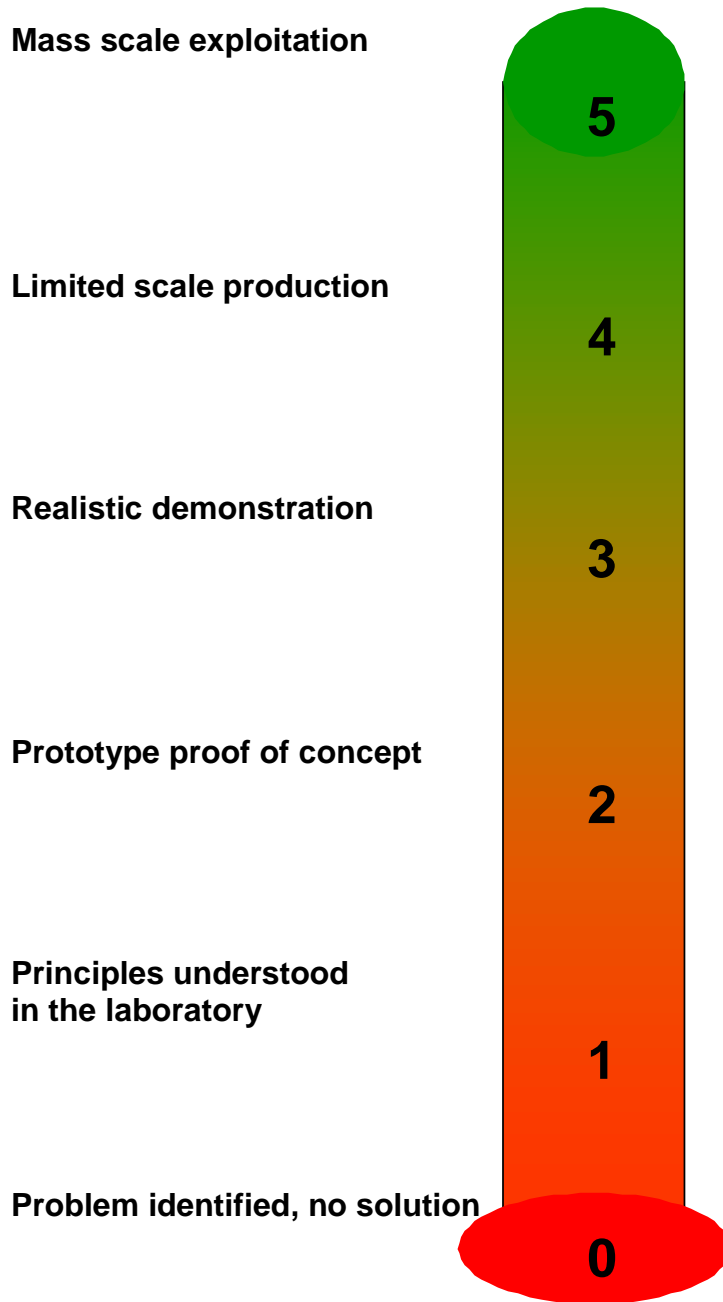 Mass scale exploitation
5
Limited scale production
4
Realistic demonstration
3
Prototype proof of concept
2
Principles understood
in the laboratory
1
Problem identified, no solution
0